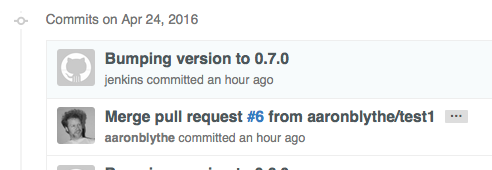 Commits on Apr 24, 2016
Bumping version to 0.7.0
jenkins committed an hour ago
Merge pull request #6 from aaronblythe/test1 ...
aaronblythe committed an hour ago